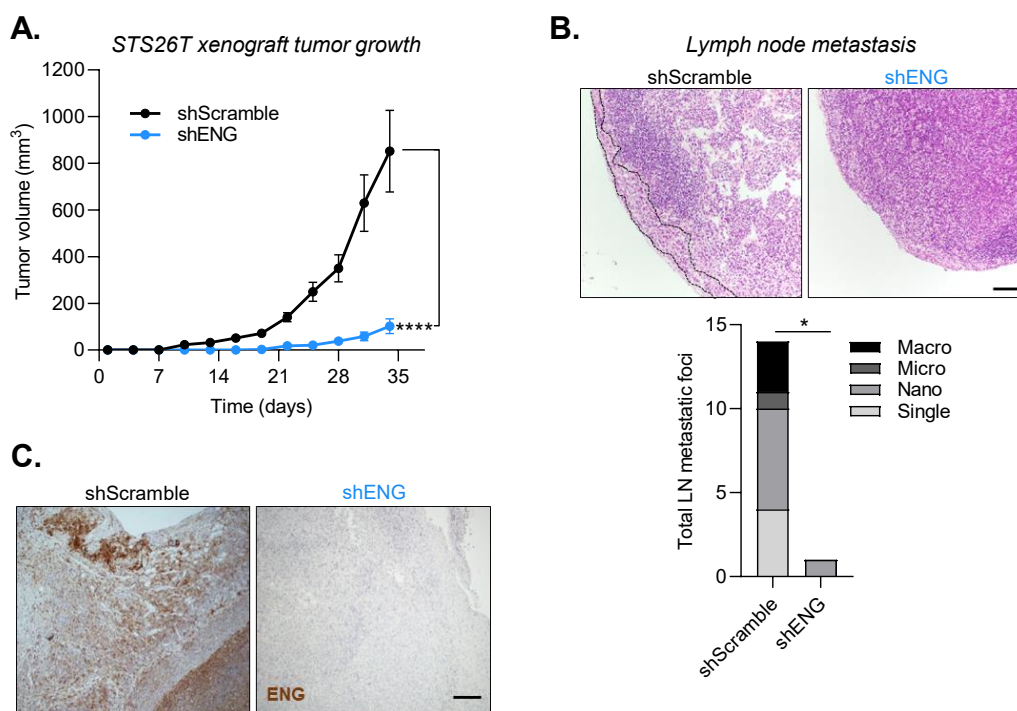 A.
STS26T xenograft tumor growth
1200
1000
800
600
400
200
0
Tumor volume (mm³)
shScramble
shENG
****
1
7
14
21
28
35
Time (days)
B.
Lymph node metastasis
shScramble
shENG
15
10
5
0
Total LN metastatic foci
*
Macro
Micro
Nano
Single
shScramble
shENG
C.
shScramble
shENG
ENG